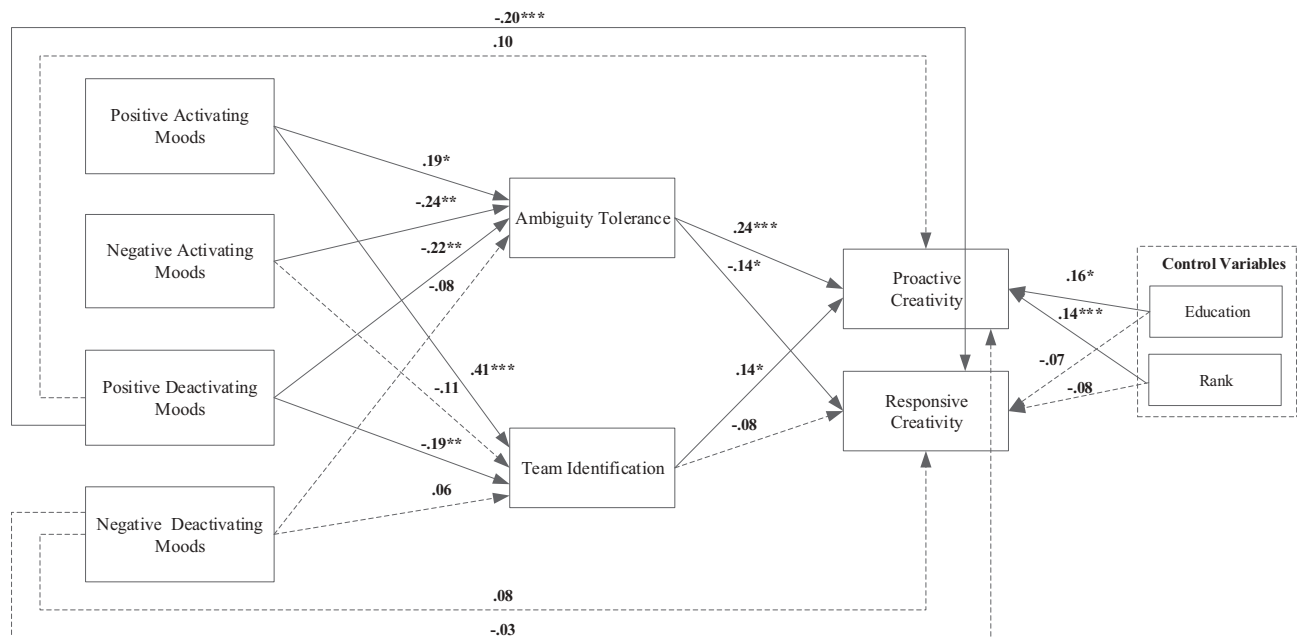 -.20***
.10
Positive Activating
Moods
.19*
-.24**
Ambiguity Tolerance
Negative Activating
Moods
-.22**
-.08
.24***
-.14*
Proactive
Creativity
Control Variables
.16*
Education
.14***
Rank
-.07
-.08
Positive Deactivating
Moods
.41***
-.11
.14*
Responsive
Creativity
-.19**
-.08
Team Identification
.06
Negative Deactivating
Moods
.08
-.03